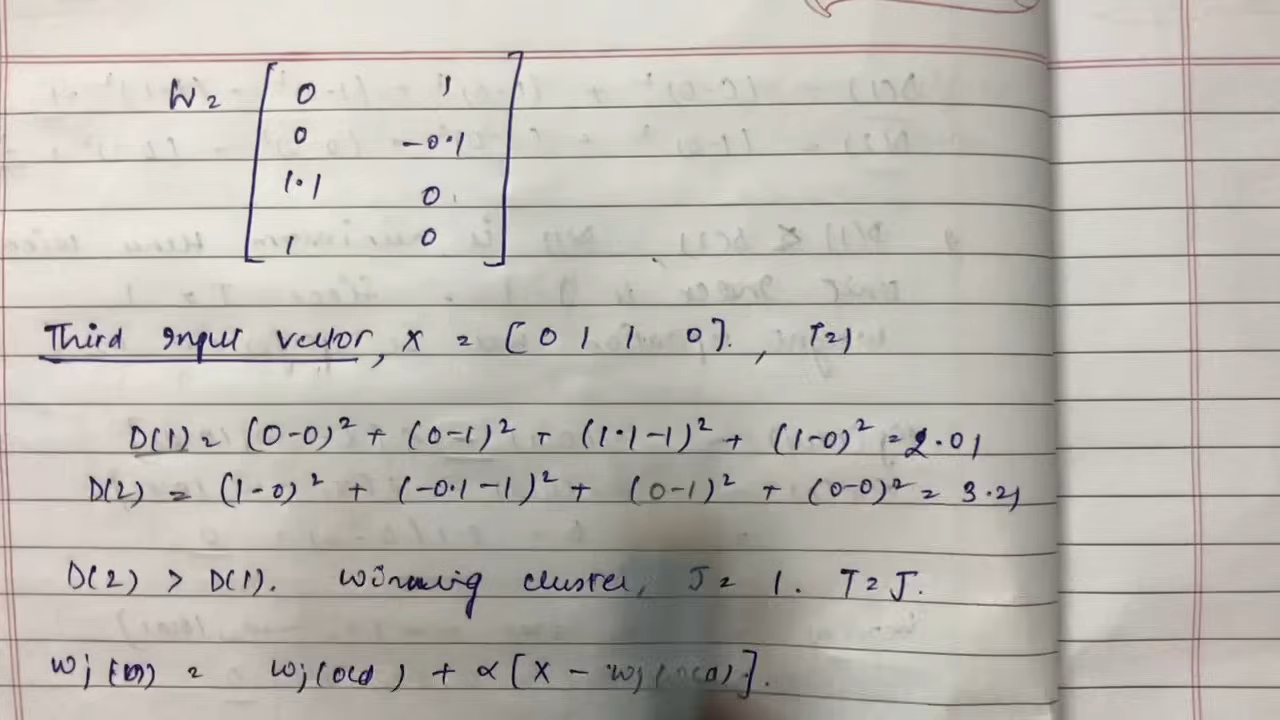 W = [ 0 1
0 -0.1
1.1 0
1 0 ]
Third input vector, X = [0 1 1 0]. , T=1
D(1) = (0-0)² + (0-1)² + (1.1-1)² + (1-0)² = 2.01
D(2) = (1-0)² + (-0.1-1)² + (0-1)² + (0-0)² = 3.21
D(2) > D(1). Winning cluster, J = 1. T=J.
wj (n) = wj(old) + α[X - wj(old)].